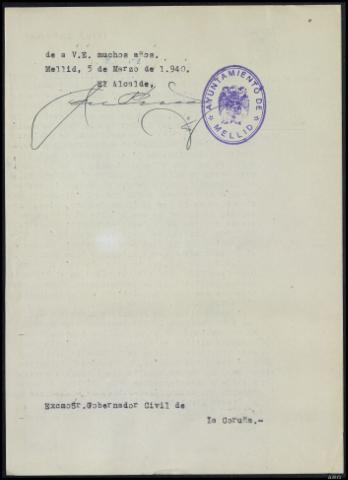 de a V.E. muchos años.
Mellid, 5 de Marzo de 1.940.
El Alcalde,
AYUNTAMIENTO DE
MELLID
Excmo Sr. Gobernador Civil de
la Coruña.-